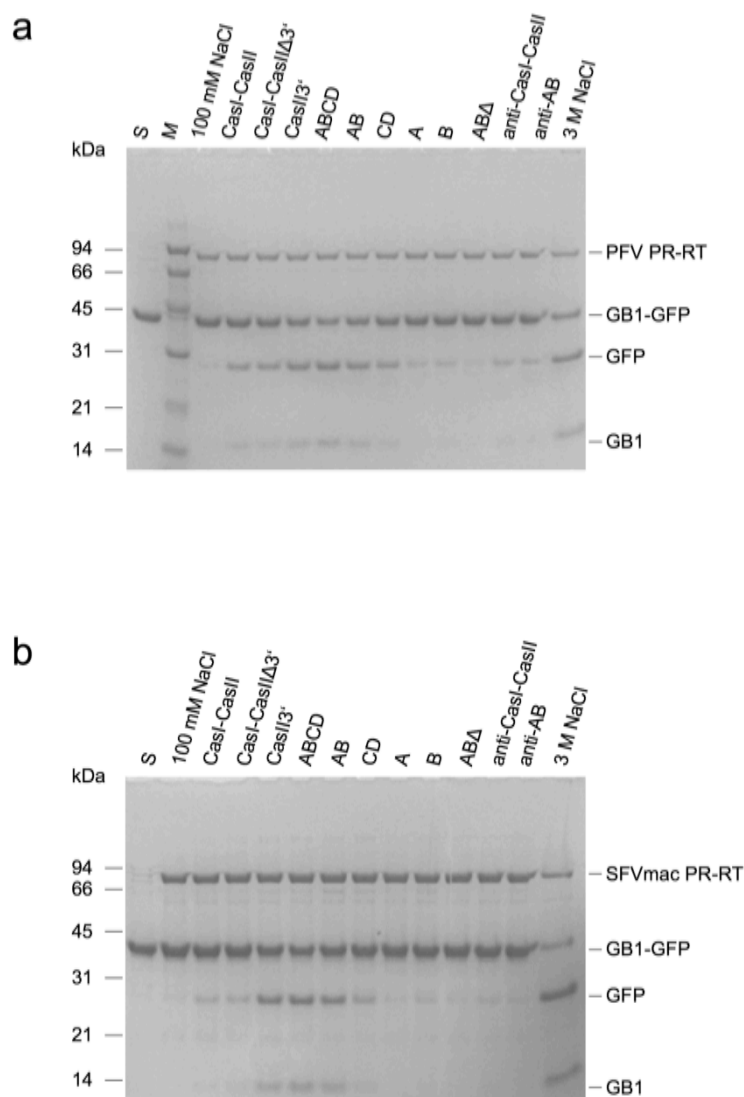 a
kDa
S
M
100 mM NaCl
CasI-CasII
CasI-CasIIΔ3‘
CasII3‘
ABCD
AB
CD
A
B
ABΔ
anti-CasI-CasII
anti-AB
3 M NaCl
94
66
45
31
21
14
PFV PR-RT
GB1-GFP
GFP
GB1
b
kDa
S
100 mM NaCl
CasI-CasII
CasI-CasIIΔ3‘
CasII3‘
ABCD
AB
CD
A
B
ABΔ
anti-CasI-CasII
anti-AB
3 M NaCl
94
66
45
31
21
14
SFVmac PR-RT
GB1-GFP
GFP
GB1